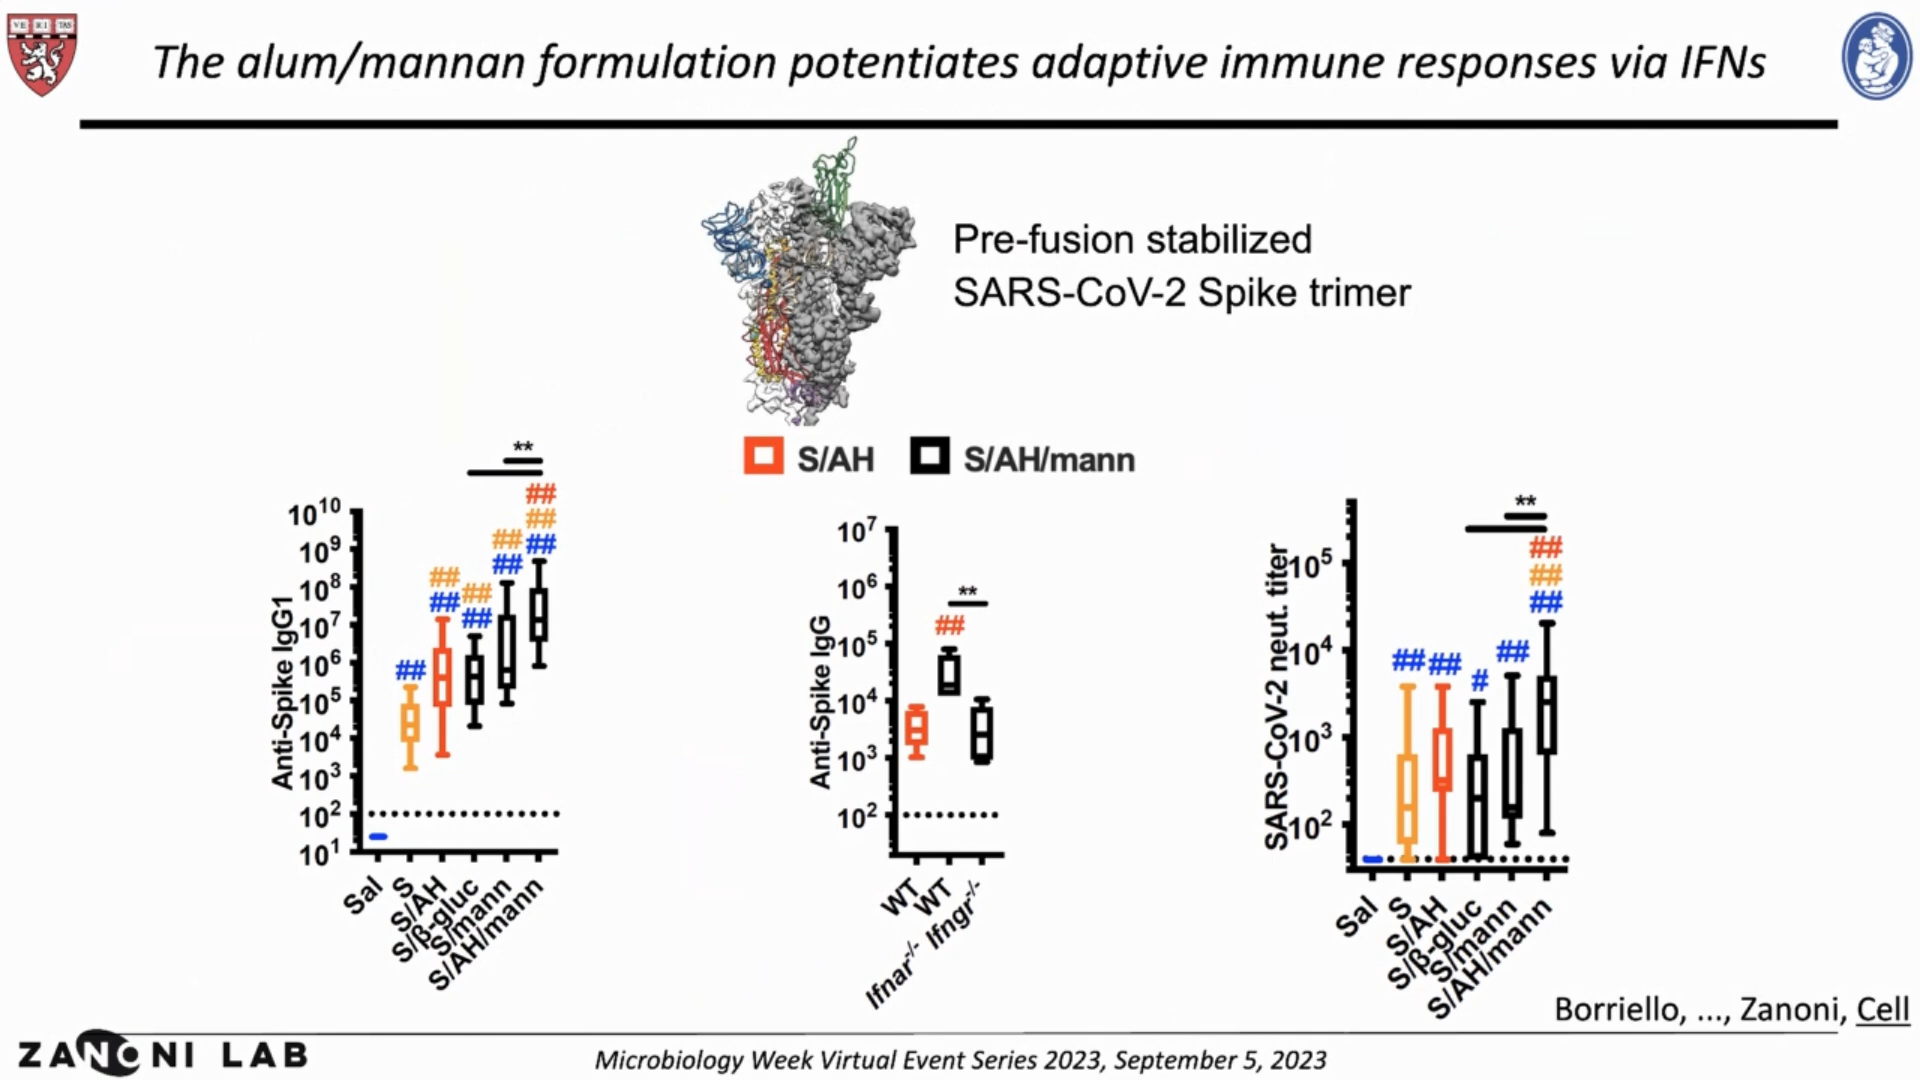 VE RI TAS
The alum/mannan formulation potentiates adaptive immune responses via IFNs
Pre-fusion stabilized
SARS-CoV-2 Spike trimer
S/AH S/AH/mann
**
##
##
##
##
##
##
##
##
##
##
Anti-Spike IgG1
10^10
10^9
10^8
10^7
10^6
10^5
10^4
10^3
10^2
10^1
Sal
S
S/AH
S/β-gluc
S/mann
S/AH/mann
**
##
Anti-Spike IgG
10^7
10^6
10^5
10^4
10^3
10^2
WT
WT
Ifnar-/- Ifngr-/-
**
##
##
##
##
##
#
##
SARS-CoV-2 neut. titer
10^5
10^4
10^3
10^2
Sal
S
S/AH
S/β-gluc
S/mann
S/AH/mann
Borriello, ..., Zanoni, Cell
ZANONI LAB
Microbiology Week Virtual Event Series 2023, September 5, 2023